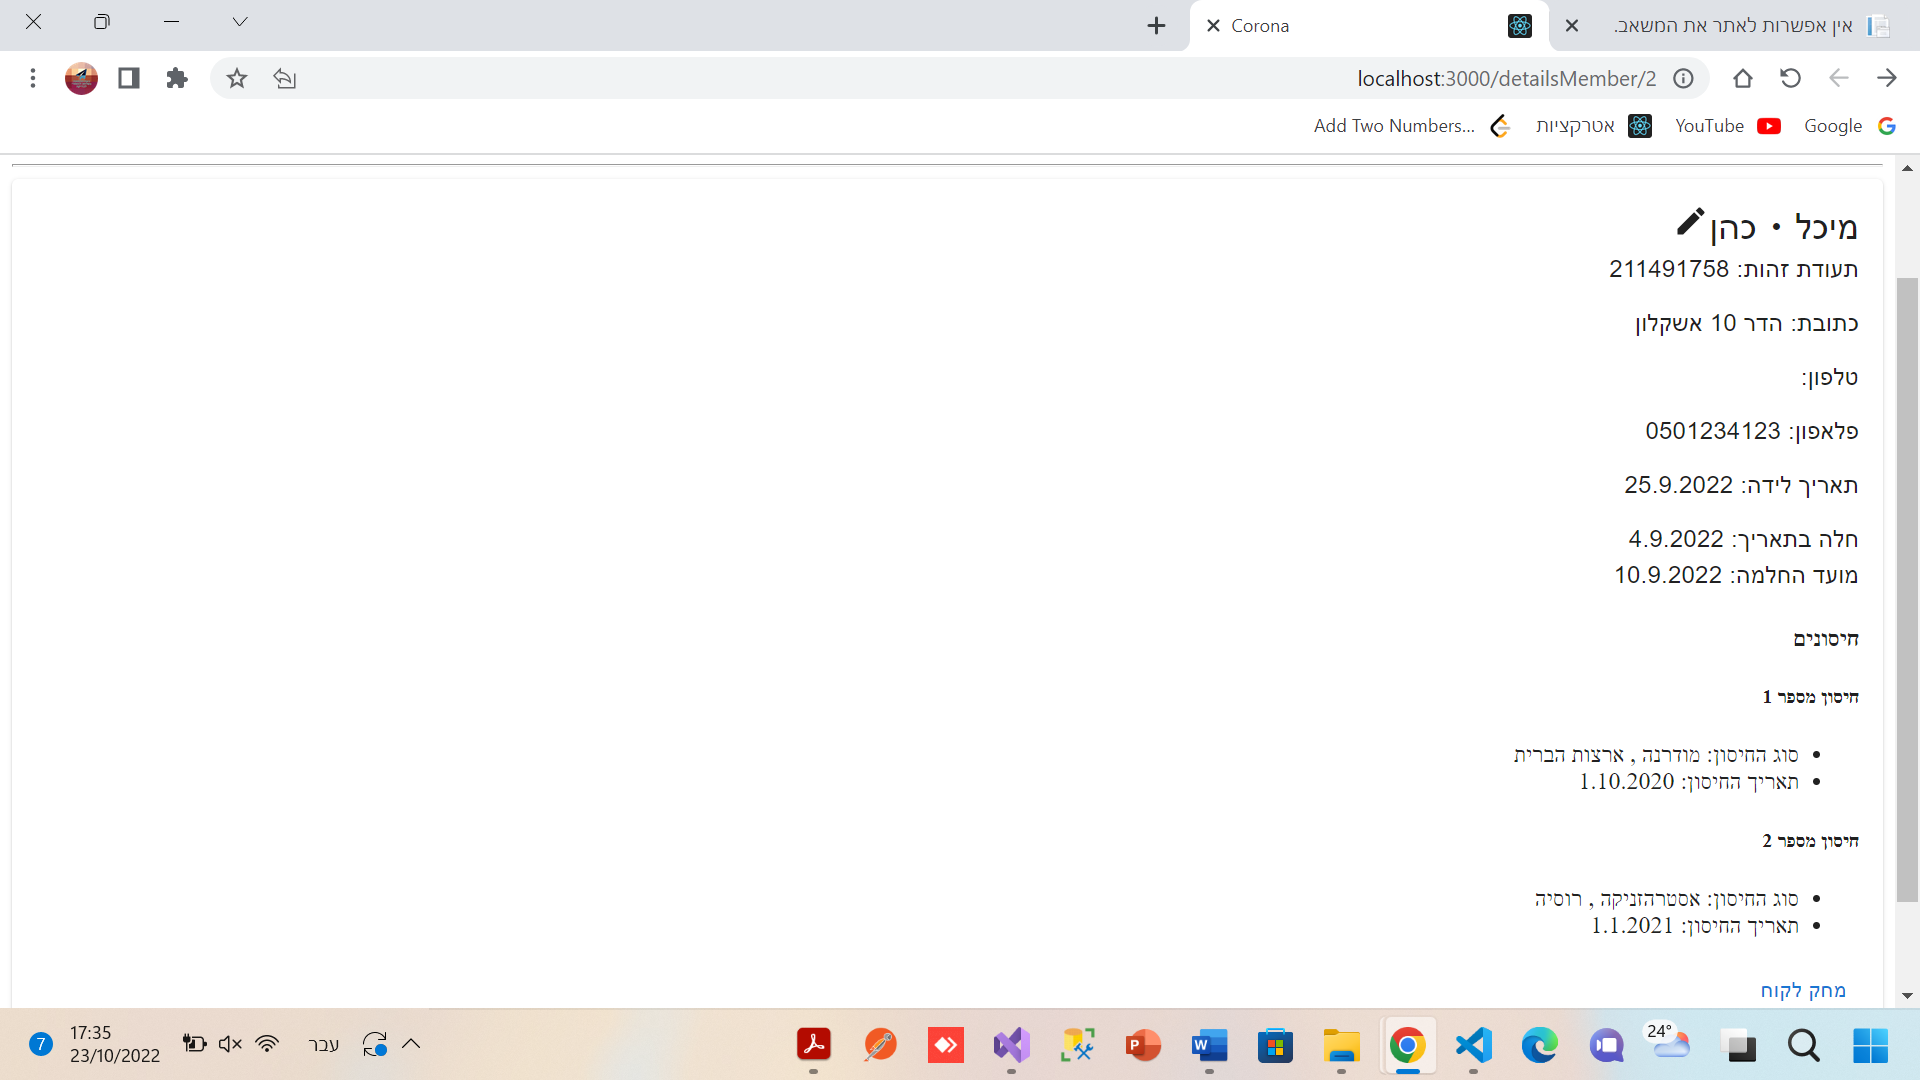 אין אפשרות לאתר את המשאב.
Corona
localhost:3000/detailsMember/2
Google
YouTube
אטרקציות
Add Two Numbers...
מיכל • כהן
תעודת זהות: 211491758
כתובת: הדר 10 אשקלון
טלפון:
פלאפון: 0501234123
תאריך לידה: 25.9.2022
חלה בתאריך: 4.9.2022
מועד החלמה: 10.9.2022
חיסונים
חיסון מספר 1
• סוג החיסון: מודרנה , ארצות הברית
• תאריך החיסון: 1.10.2020
חיסון מספר 2
• סוג החיסון: אסטרהזניקה , רוסיה
• תאריך החיסון: 1.1.2021
מחק לקוח
24°
עבר
17:35
23/10/2022
7